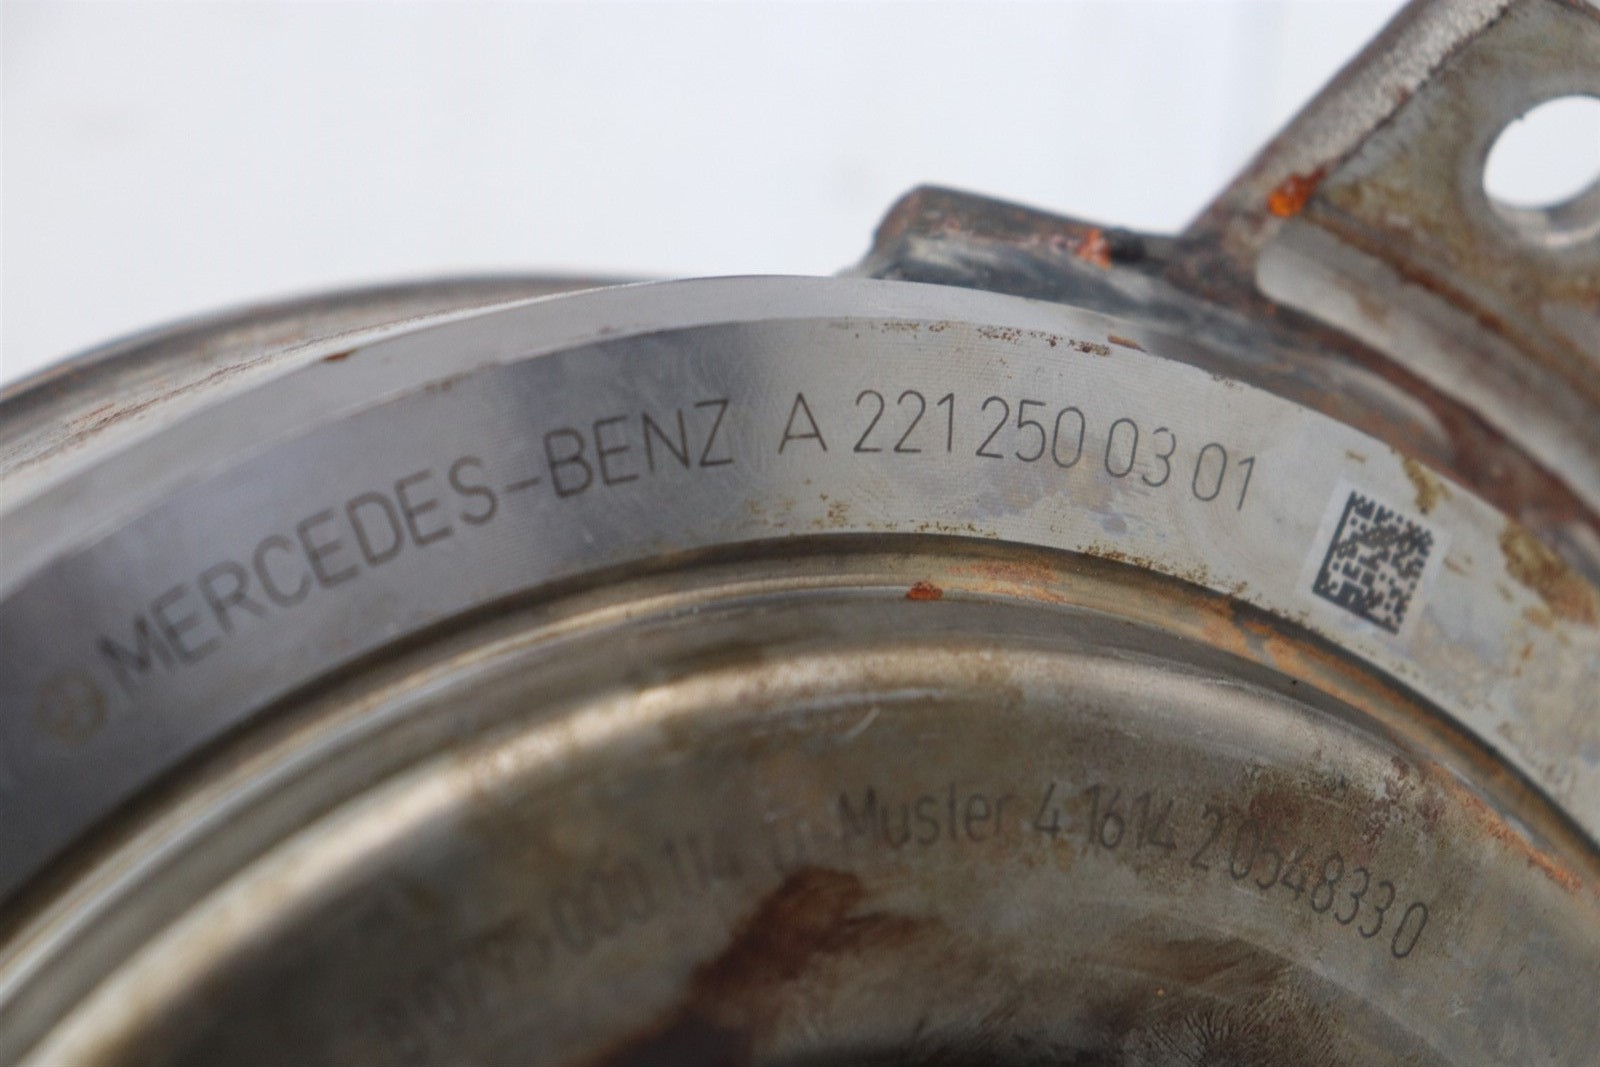 MERCEDES-BENZ A 221 250 03 01
Muster 4 1614 2 0548330